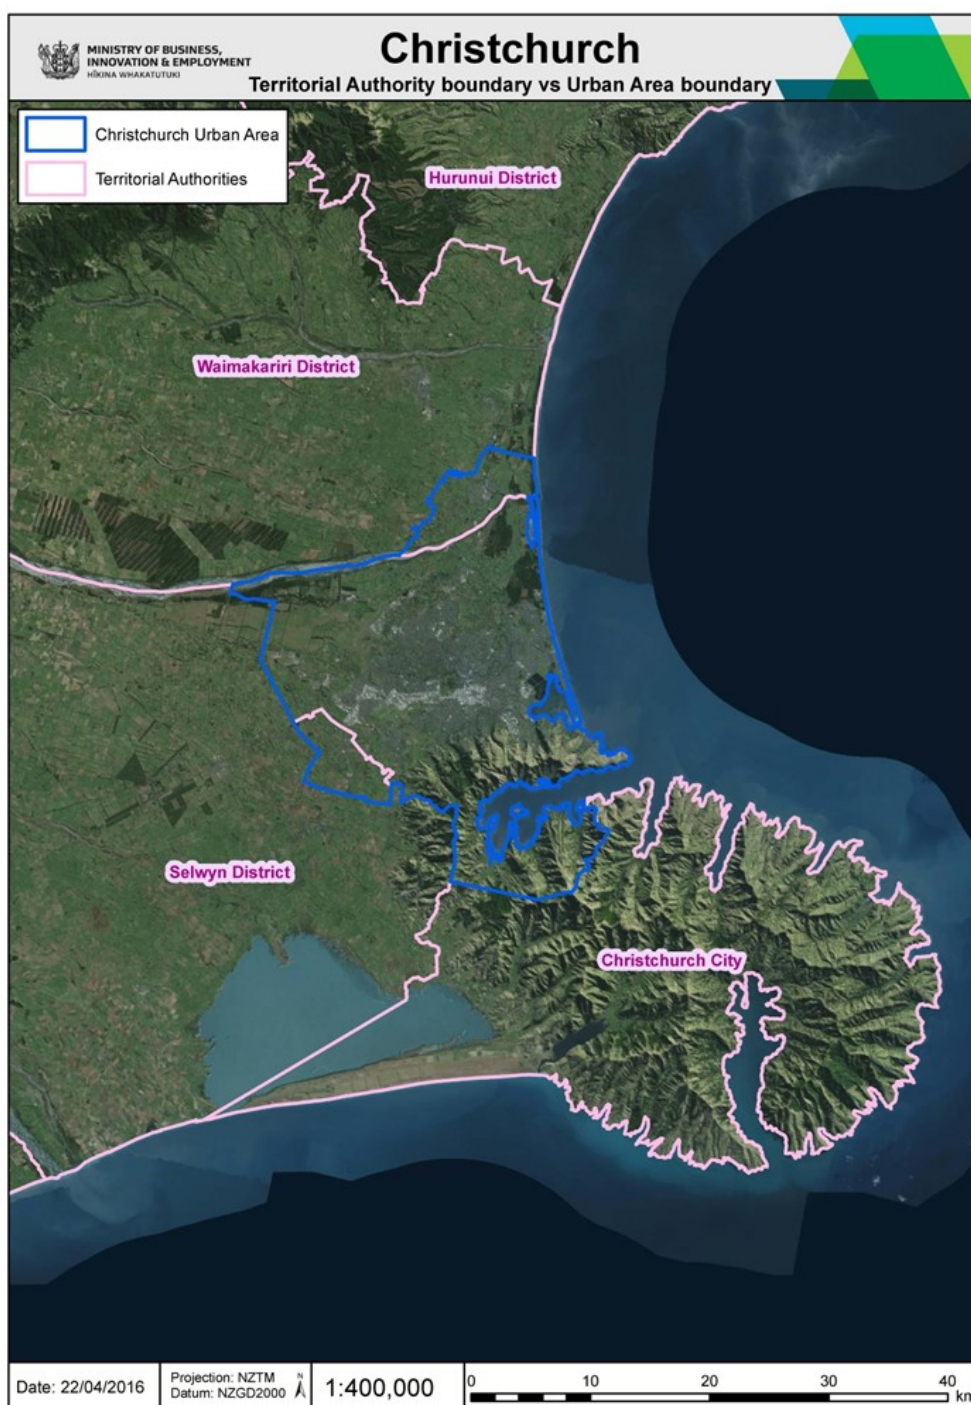 MINISTRY OF BUSINESS,
INNOVATION & EMPLOYMENT
HĪKINA WHAKATUTUKI
Christchurch
Territorial Authority boundary vs Urban Area boundary
Christchurch Urban Area
Territorial Authorities
Hurunui District
Waimakariri District
Selwyn District
Christchurch City
Date: 22/04/2016
Projection: NZTM
Datum: NZGD2000
N
1:400,000
0 10 20 30 40
km